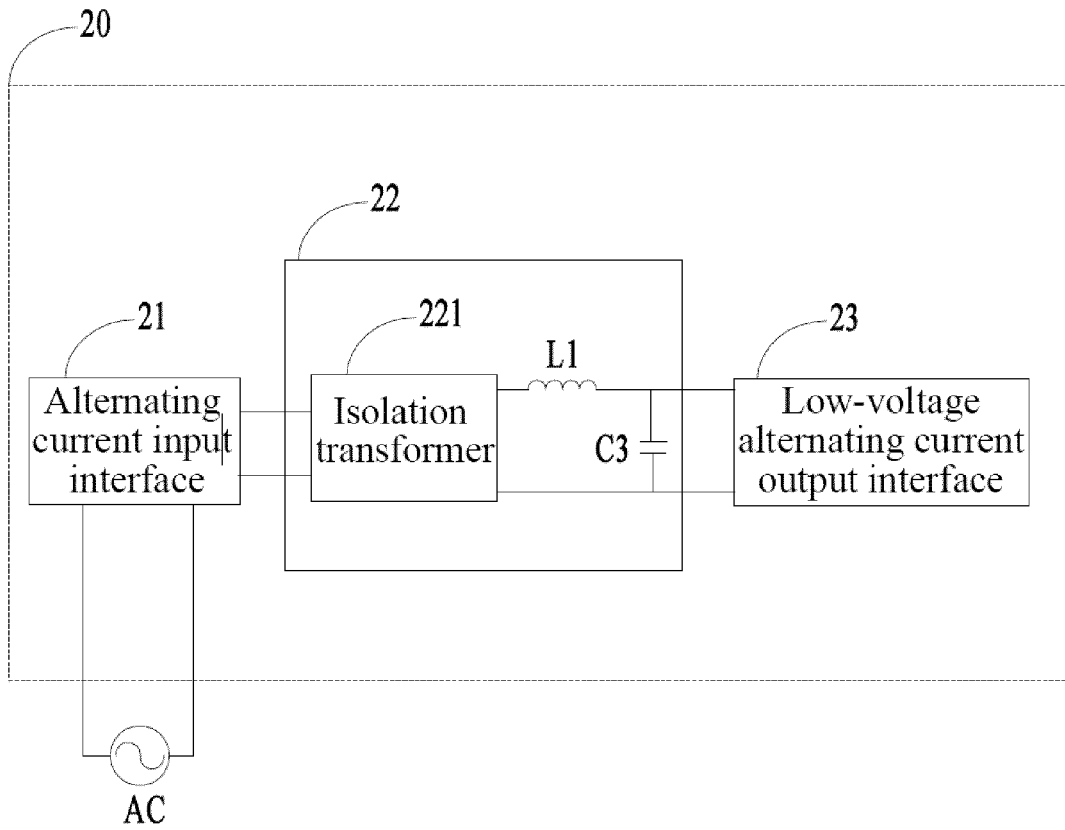 20
22
21
221
23
L1
Alternating
current input
interface
Isolation
transformer
C3
Low-voltage
alternating current
output interface
AC